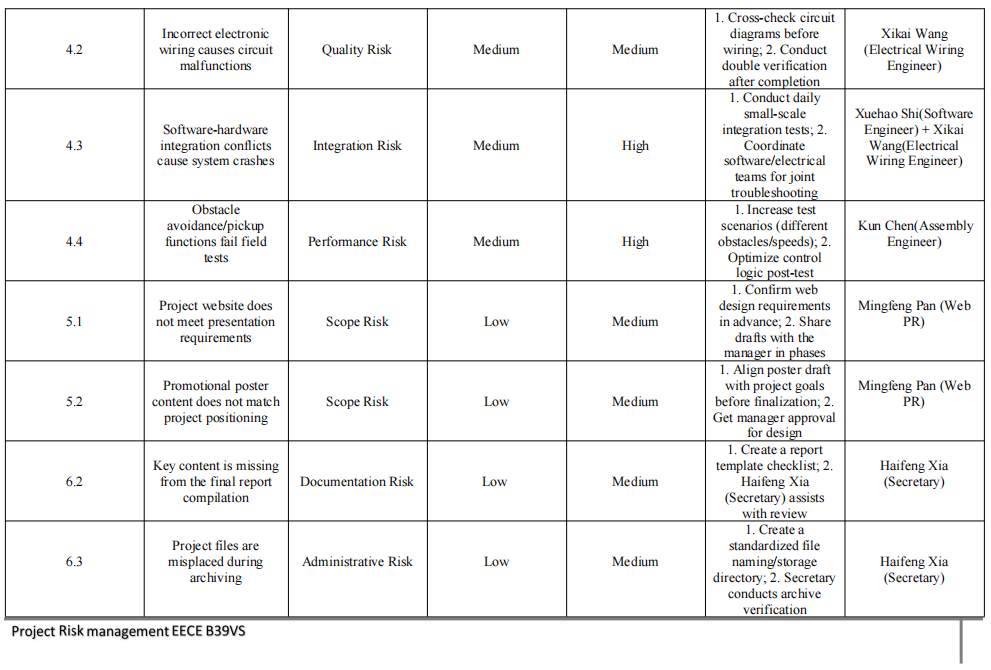 4.2
Incorrect electronic
wiring causes circuit
malfunctions
Quality Risk
Medium
Medium
1. Cross-check circuit
diagrams before
wiring; 2. Conduct
double verification
after completion
Xikai Wang
(Electrical Wiring
Engineer)
4.3
Software-hardware
integration conflicts
cause system crashes
Integration Risk
Medium
High
1. Conduct daily
small-scale
integration tests; 2.
Coordinate
software/electrical
teams for joint
troubleshooting
Xuehao Shi(Software
Engineer) + Xikai
Wang(Electrical
Wiring Engineer)
4.4
Obstacle
avoidance/pickup
functions fail field
tests
Performance Risk
Medium
High
1. Increase test
scenarios (different
obstacles/speeds); 2.
Optimize control
logic post-test
Kun Chen(Assembly
Engineer)
5.1
Project website does
not meet presentation
requirements
Scope Risk
Low
Medium
1. Confirm web
design requirements
in advance; 2. Share
drafts with the
manager in phases
Mingfeng Pan (Web
PR)
5.2
Promotional poster
content does not match
project positioning
Scope Risk
Low
Medium
1. Align poster draft
with project goals
before finalization; 2.
Get manager approval
for design
Mingfeng Pan (Web
PR)
6.2
Key content is missing
from the final report
compilation
Documentation Risk
Low
Medium
1. Create a report
template checklist; 2.
Haifeng Xia
(Secretary) assists
with review
Haifeng Xia
(Secretary)
6.3
Project files are
misplaced during
archiving
Administrative Risk
Low
Medium
1. Create a
standardized file
naming/storage
directory; 2. Secretary
conducts archive
verification
Haifeng Xia
(Secretary)
Project Risk management EECE B39VS